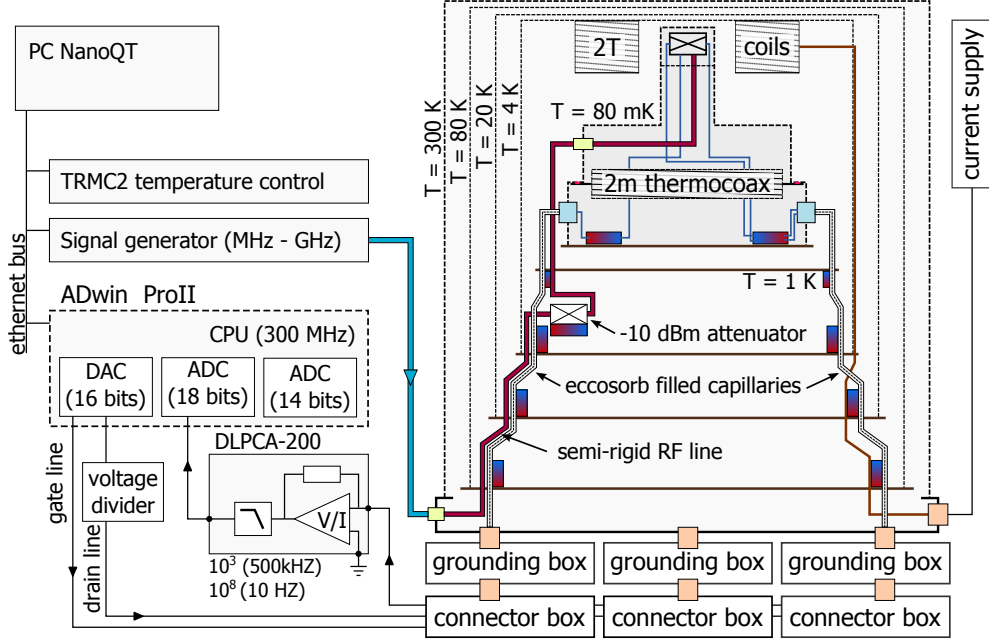 PC NanoQT
TRMC2 temperature control
Signal generator (MHz - GHz)
ethernet bus
ADwin ProII
CPU (300 MHz)
DAC
(16 bits)
ADC
(18 bits)
ADC
(14 bits)
gate line
voltage
divider
drain line
DLPCA-200
V/I
10³ (500kHZ)
10⁸ (10 HZ)
2T
coils
current supply
T = 300 K
T = 80 K
T = 20 K
T = 4 K
T = 80 mK
2m thermocoax
T = 1 K
-10 dBm attenuator
eccosorb filled capillaries
semi-rigid RF line
grounding box
grounding box
grounding box
connector box
connector box
connector box